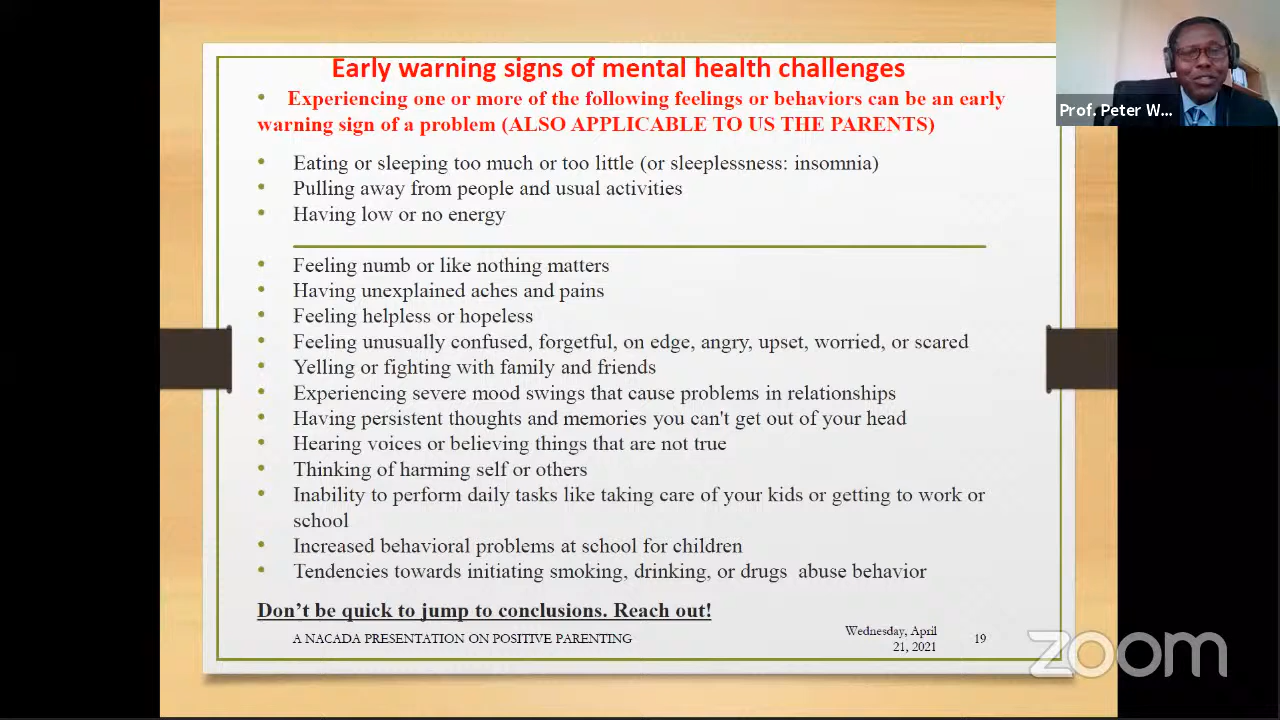 Early warning signs of mental health challenges
• Experiencing one or more of the following feelings or behaviors can be an early
warning sign of a problem (ALSO APPLICABLE TO US THE PARENTS)
Prof. Peter W...
• Eating or sleeping too much or too little (or sleeplessness: insomnia)
• Pulling away from people and usual activities
• Having low or no energy
• Feeling numb or like nothing matters
• Having unexplained aches and pains
• Feeling helpless or hopeless
• Feeling unusually confused, forgetful, on edge, angry, upset, worried, or scared
• Yelling or fighting with family and friends
• Experiencing severe mood swings that cause problems in relationships
• Having persistent thoughts and memories you can't get out of your head
• Hearing voices or believing things that are not true
• Thinking of harming self or others
• Inability to perform daily tasks like taking care of your kids or getting to work or
school
• Increased behavioral problems at school for children
• Tendencies towards initiating smoking, drinking, or drugs  abuse behavior
Don’t be quick to jump to conclusions. Reach out!
A NACADA PRESENTATION ON POSITIVE PARENTING
Wednesday, April
21, 2021
19
zoom